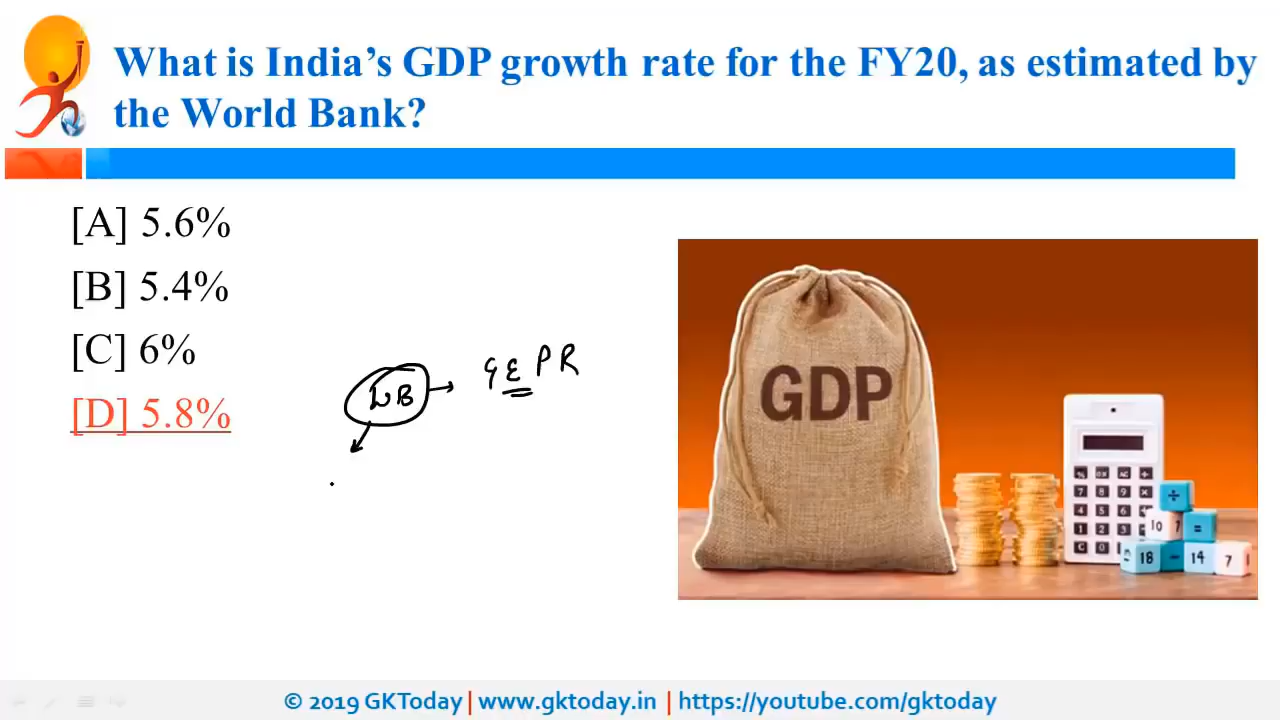 What is India's GDP growth rate for the FY20, as estimated by
the World Bank?
[A] 5.6%
[B] 5.4%
[C] 6%
[D] 5.8%
WB → GEPR
GDP
© 2019 GKToday | www.gktoday.in | https://youtube.com/gktoday